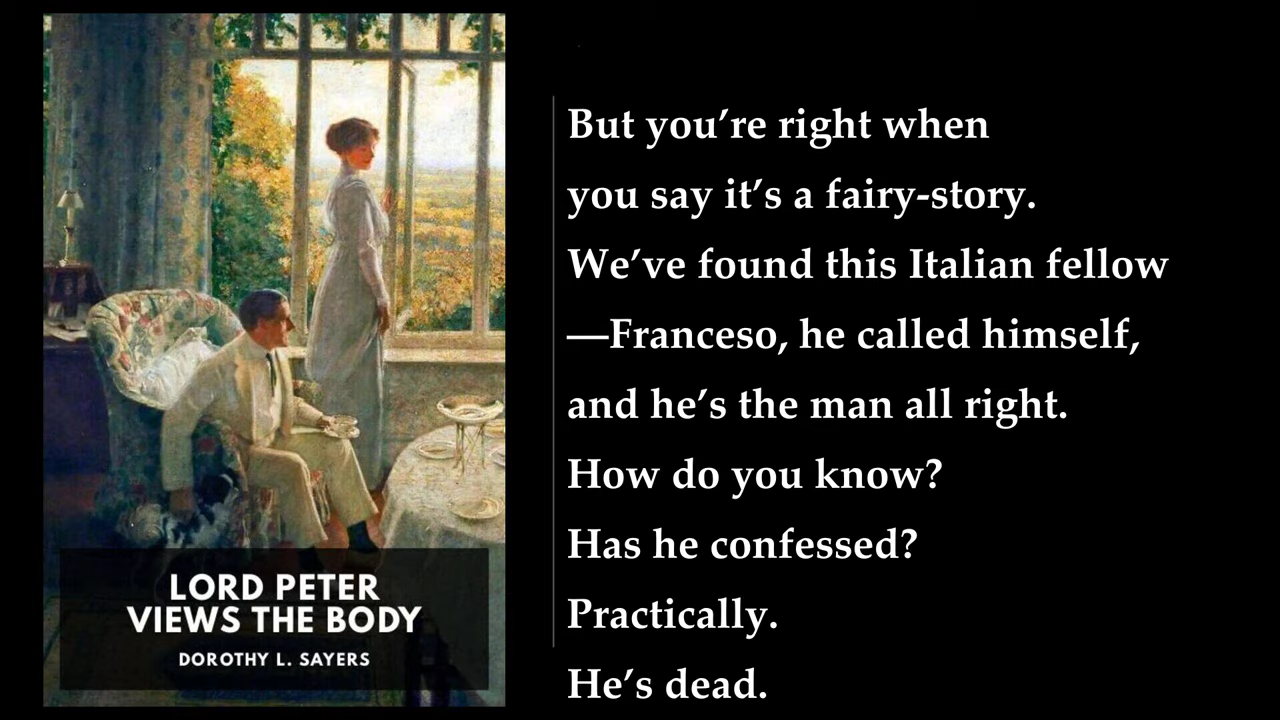 LORD PETER
VIEWS THE BODY
DOROTHY L. SAYERS
But you’re right when
you say it’s a fairy-story.
We’ve found this Italian fellow
—Franceso, he called himself,
and he’s the man all right.
How do you know?
Has he confessed?
Practically.
He’s dead.